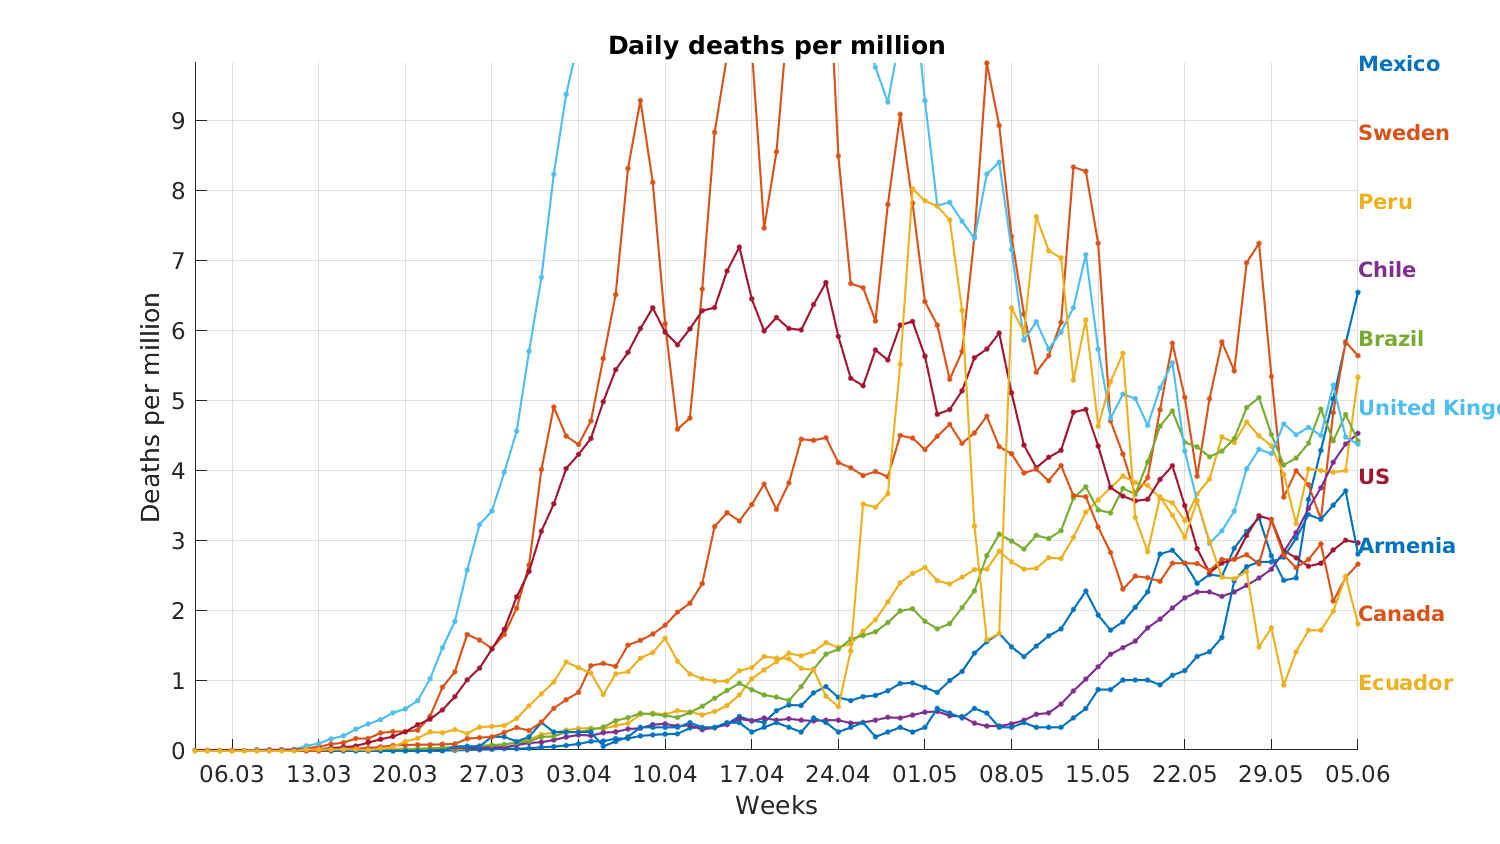 Daily deaths per million
Mexico
Sweden
Peru
Chile
Brazil
United King
US
Armenia
Canada
Ecuador
Deaths per million
9
8
7
6
5
4
3
2
1
0
06.03 13.03 20.03 27.03 03.04 10.04 17.04 24.04 01.05 08.05 15.05 22.05 29.05 05.06
Weeks